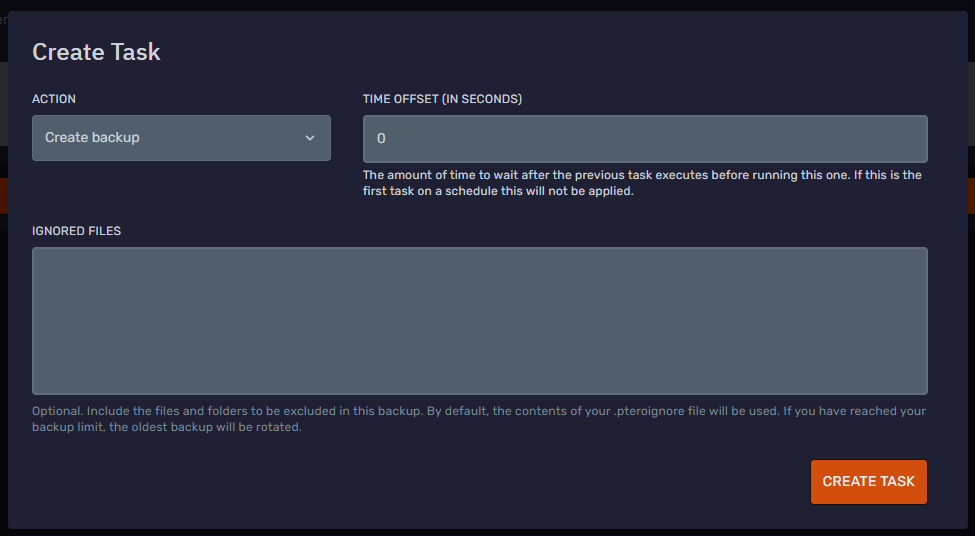 Create Task
ACTION
TIME OFFSET (IN SECONDS)
Create backup
0
The amount of time to wait after the previous task executes before running this one. If this is the
first task on a schedule this will not be applied.
IGNORED FILES
Optional. Include the files and folders to be excluded in this backup. By default, the contents of your .pteroignore file will be used. If you have reached your
backup limit, the oldest backup will be rotated.
CREATE TASK